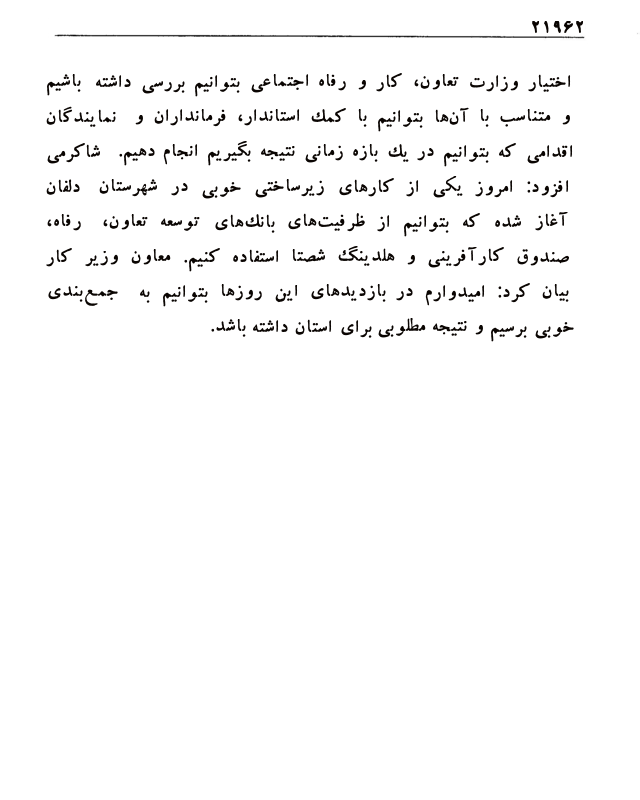 ۲۱۹۶۲
اختیار وزارت تعاون، کار و رفاه اجتماعی بتوانیم بررسی داشته باشیم
و متناسب با آن‌ها بتوانیم با کمك استاندار، فرمانداران و نمایندگان
اقدامی که بتوانیم در یك بازه زمانی نتیجه بگیریم انجام دهیم. شاکرمی
افزود: امروز یکی از کارهای زیرساختی خوبی در شهرستان دلفان
آغاز شده که بتوانیم از ظرفیت‌های بانك‌های توسعه تعاون، رفاه،
صندوق کارآفرینی و هلدینگ شصتا استفاده کنیم. معاون وزیر کار
بیان کرد: امیدوارم در بازدیدهای این روزها بتوانیم به جمع‌بندی
خوبی برسیم و نتیجه مطلوبی برای استان داشته باشد.